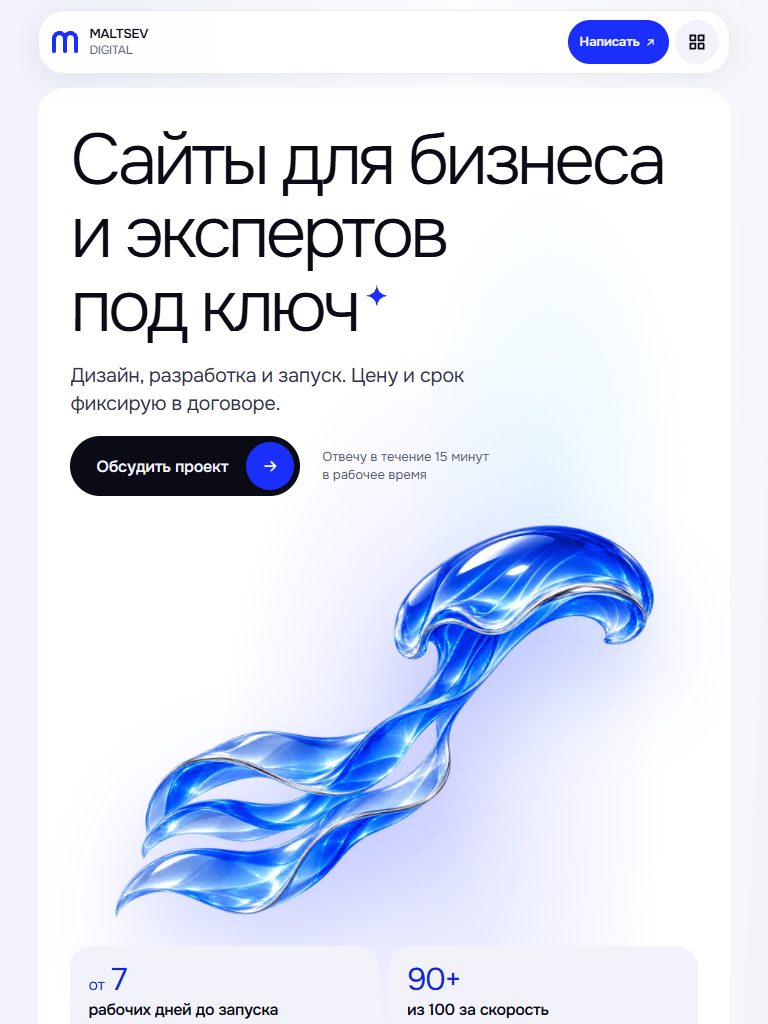 MALTSEV
DIGITAL
Написать
Сайты для бизнеса
и экспертов
под ключ
Дизайн, разработка и запуск. Цену и срок
фиксирую в договоре.
Обсудить проект
Отвечу в течение 15 минут
в рабочее время
от 7
рабочих дней до запуска
90+
из 100 за скорость